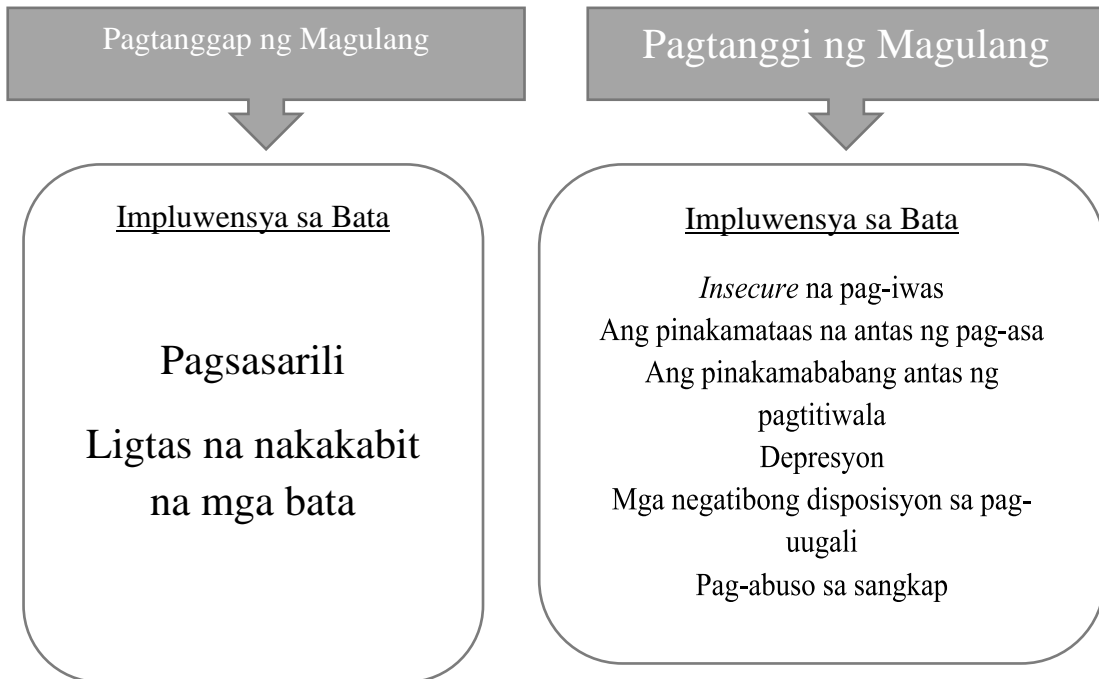 Pagtanggap ng Magulang
Impluwensya sa Bata
Pagsasarili
Ligtas na nakakabit
na mga bata
Pagtanggi ng Magulang
Impluwensya sa Bata
Insecure na pag-iwas
Ang pinakamataas na antas ng pag-asa
Ang pinakamababang antas ng
pagtitiwala
Depresyon
Mga negatibong disposisyon sa pag-
uugali
Pag-abuso sa sangkap